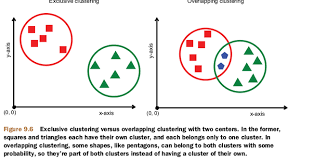 Exclusive clustering
Overlapping clustering
y-axis
y-axis
(0, 0)
x-axis
(0, 0)
x-axis
Figure 9.6 Exclusive clustering versus overlapping clustering with two centers. In the former,
squares and triangles each have their own cluster, and each belongs only to one cluster. In
overlapping clustering, some shapes, like pentagons, can belong to both clusters with some
probability, so they're part of both clusters instead of having a cluster of their own.